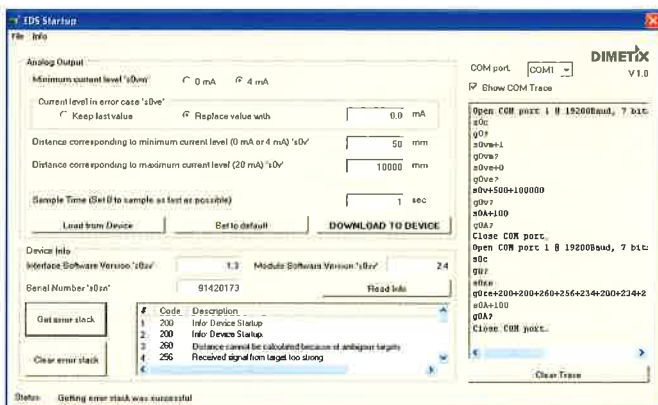 EDS Startup
File Info
Analog Output
Minimum current level 's0vm' 0 mA 4 mA
Current level in error case 's0ve'
Keep last value Replace value with 0.0 mA
Distance corresponding to minimum current level (0 mA or 4 mA) 's0v' 50 mm
Distance corresponding to maximum current level (20 mA) 's0v' 10000 mm
Sample Time (Set 0 to sample as fast as possible) 1 sec
Load from Device Set to default DOWNLOAD TO DEVICE
Device Info
Interface Software Version 's0sv' 1.3 Module Software Version 's0sv' 2.4
Serial Number 's0sn' 91420173 Read Info
Get error stack
Clear error stack
# Code Description
1 200 Info: Device Startup.
2 200 Info: Device Startup.
3 260 Distance cannot be calculated because of ambigous targets
4 256 Received signal from target too strong
Status: Getting error stack was sucessful
DIMETIX
COM port: COM1 V 1.0
Show COM Trace
Open COM port 1 @ 19200Baud, 7 bit
s0c
g0?
s0vm+1
g0vm?
s0ve+0
g0ve?
s0v+500+100000
g0v?
s0A+100
g0A?
Close COM port.
Open COM port 1 @ 19200Baud, 7 bit
s0c
g0?
s0re
g0re+200+200+260+256+234+200+234+2
s0A+100
g0A?
Close COM port.
Clear Trace